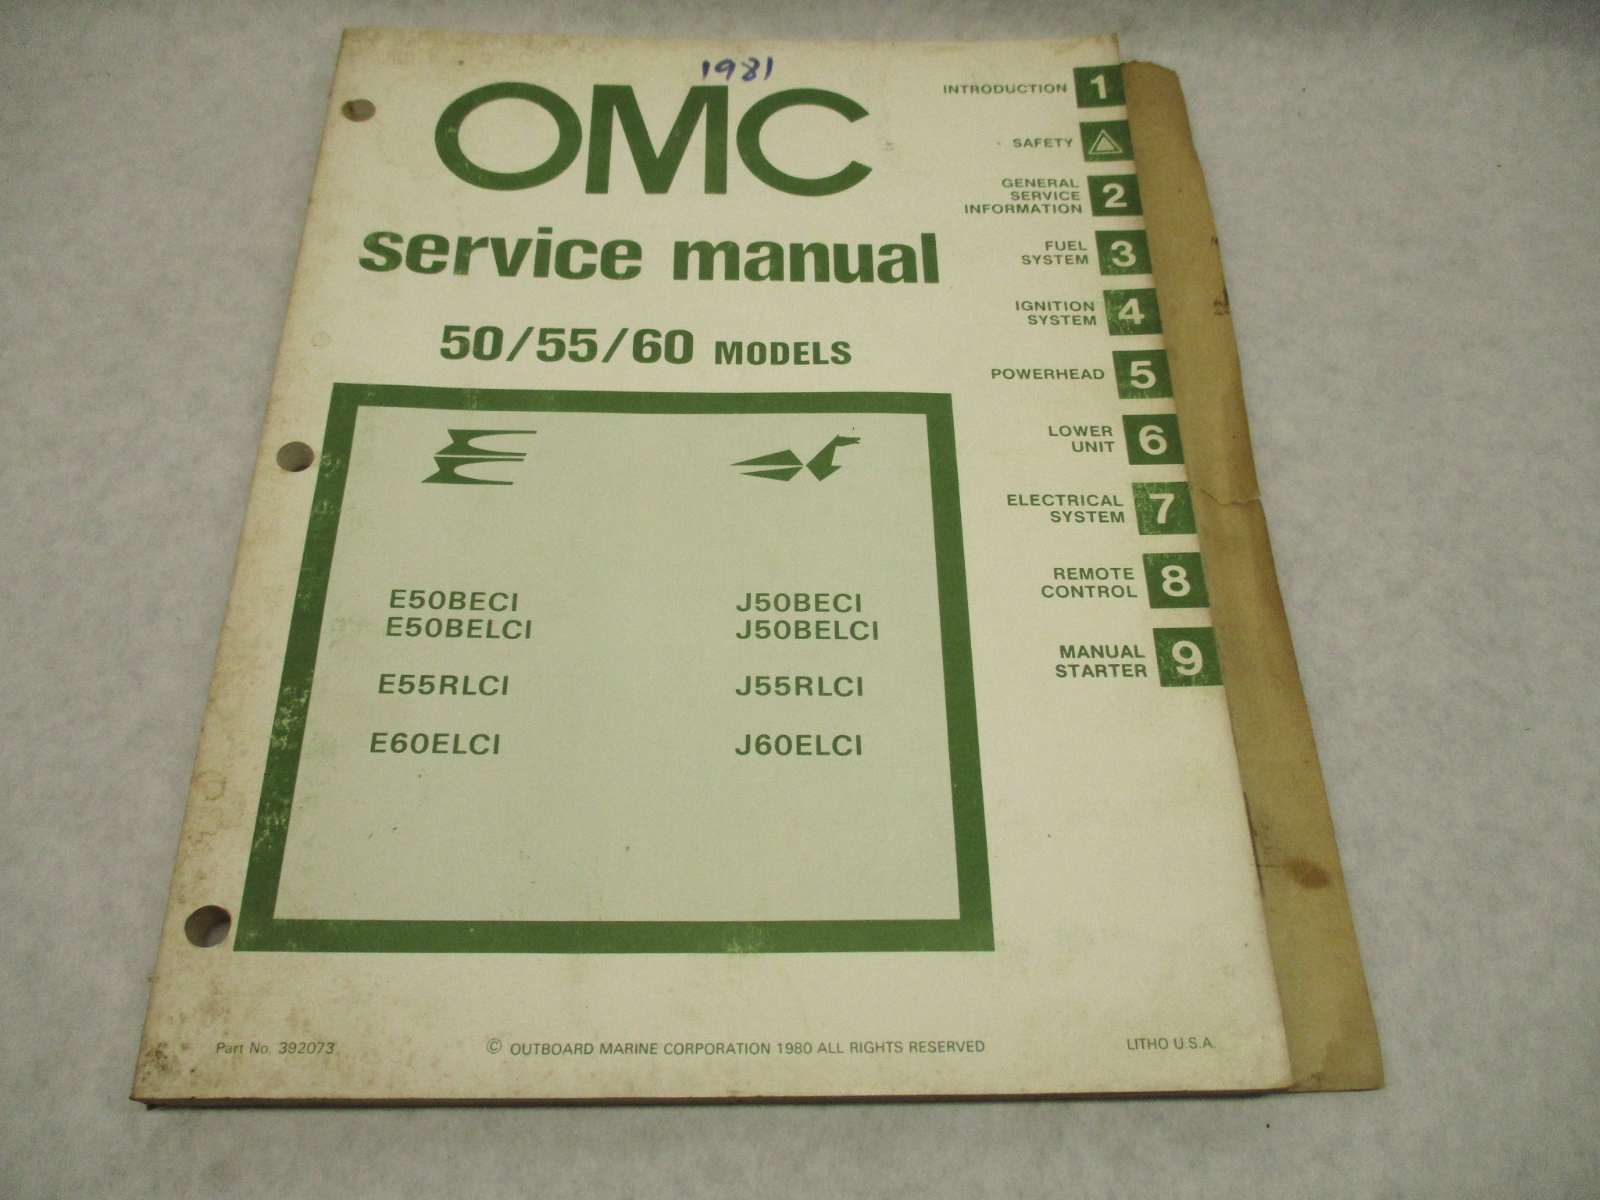 1981
OMC
service manual
50/55/60 MODELS
E50BECI
E50BELCI
E55RLCI
E60ELCI
J50BECI
J50BELCI
J55RLCI
J60ELCI
INTRODUCTION 1
SAFETY
GENERAL
SERVICE
INFORMATION 2
FUEL
SYSTEM 3
IGNITION
SYSTEM 4
POWERHEAD 5
LOWER
UNIT 6
ELECTRICAL
SYSTEM 7
REMOTE
CONTROL 8
MANUAL
STARTER 9
Part No. 392073
© OUTBOARD MARINE CORPORATION 1980 ALL RIGHTS RESERVED
LITHO U.S.A.